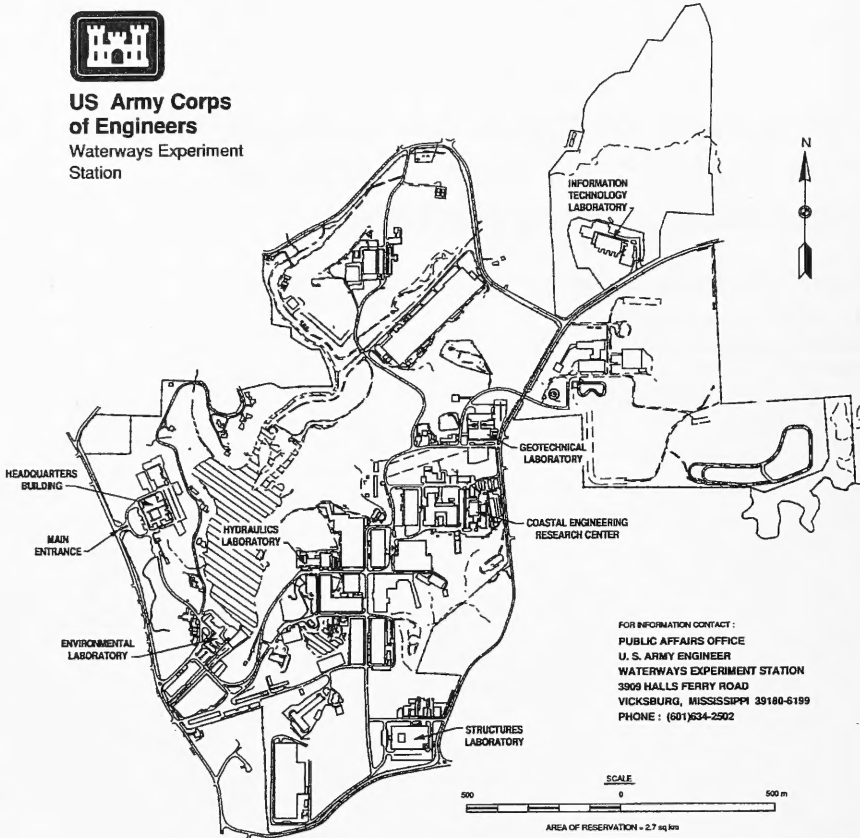 US Army Corps
of Engineers
Waterways Experiment
Station
N
INFORMATION
TECHNOLOGY
LABORATORY
GEOTECHNICAL
LABORATORY
HEADQUARTERS
BUILDING
MAIN
ENTRANCE
HYDRAULICS
LABORATORY
COASTAL ENGINEERING
RESEARCH CENTER
ENVIRONMENTAL
LABORATORY
STRUCTURES
LABORATORY
FOR INFORMATION CONTACT :
PUBLIC AFFAIRS OFFICE
U. S. ARMY ENGINEER
WATERWAYS EXPERIMENT STATION
3909 HALLS FERRY ROAD
VICKSBURG, MISSISSIPPI 39180-6199
PHONE : (601)634-2502
SCALE
500 0 500 m
AREA OF RESERVATION = 2.7 sq km